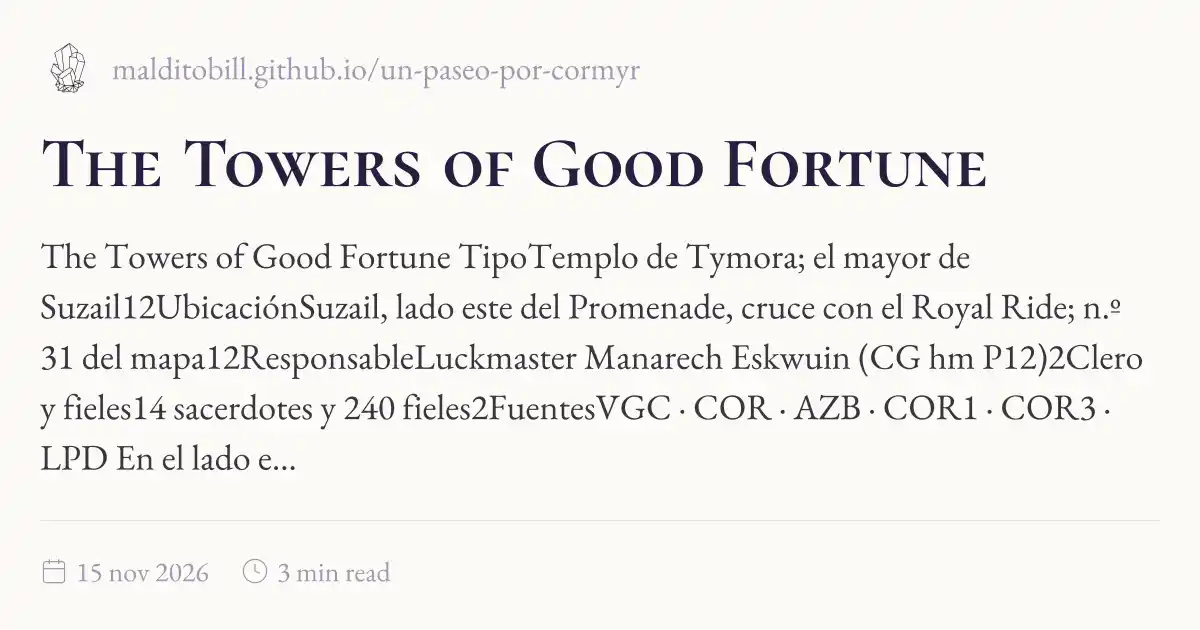 malditobill.github.io/un-paseo-por-cormyr
The Towers of Good Fortune
The Towers of Good Fortune TipoTemplo de Tymora; el mayor de
Suzail12UbicaciónSuzail, lado este del Promenade, cruce con el Royal Ride; n.º
31 del mapa12ResponsableLuckmaster Manarech Eskwuin (CG hm P12)2Clero
y fieles14 sacerdotes y 240 fieles2FuentesVGC · COR · AZB · COR1 · COR3 ·
LPD En el lado e...
15 nov 2026 3 min read